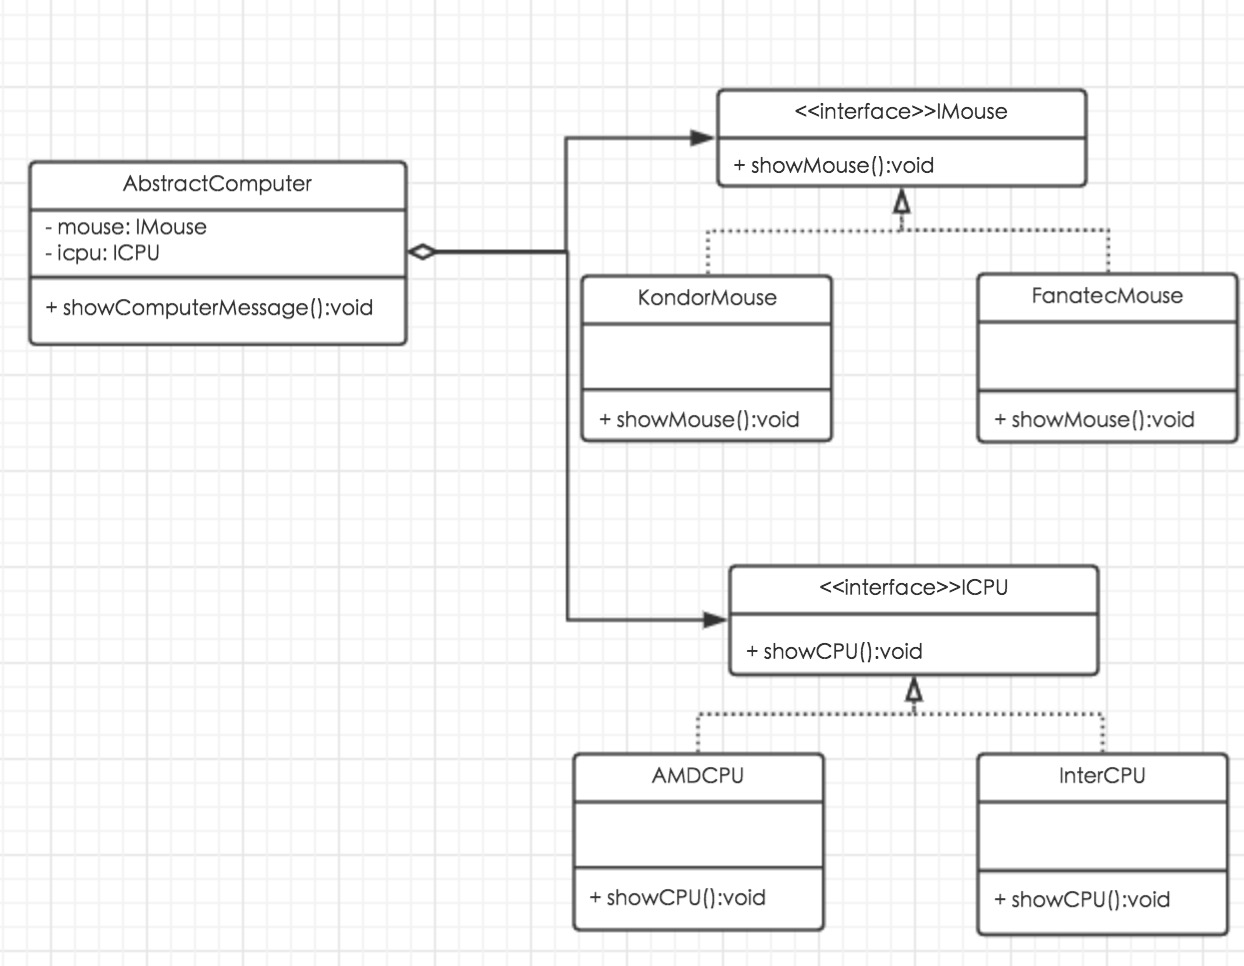 <<interface>>IMouse
+ showMouse():void
AbstractComputer
- mouse: IMouse
- icpu: ICPU
+ showComputerMessage():void
KondorMouse
+ showMouse():void
FanatecMouse
+ showMouse():void
<<interface>>ICPU
+ showCPU():void
AMDCPU
+ showCPU():void
InterCPU
+ showCPU():void